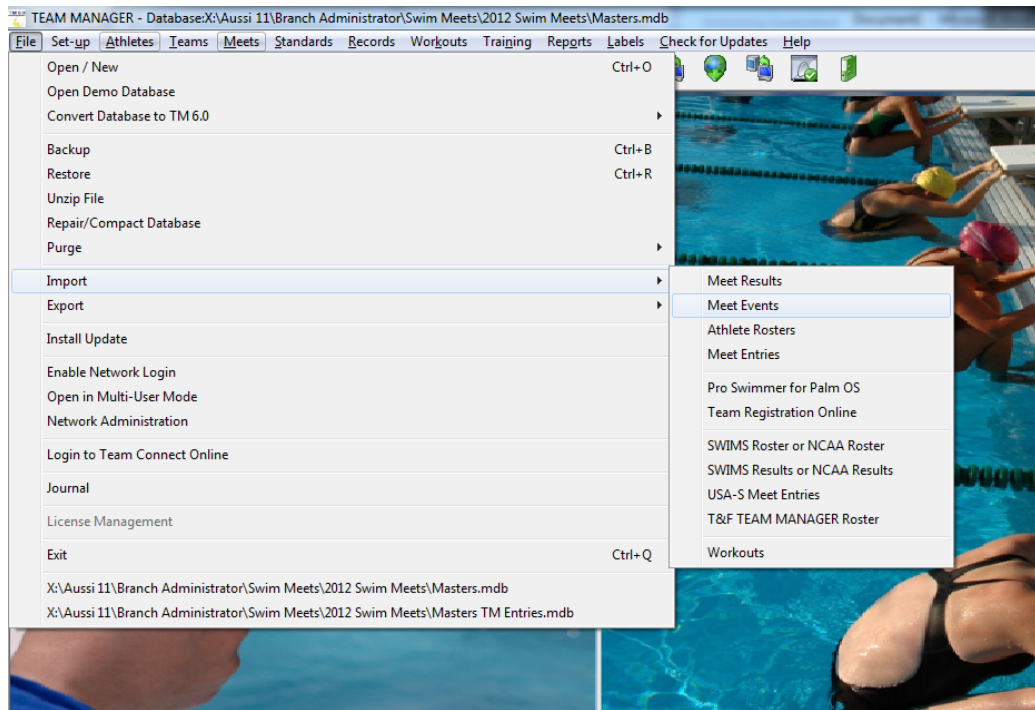 TEAM MANAGER - Database:X:\Aussi 11\Branch Administrator\Swim Meets\2012 Swim Meets\Masters.mdb
File Set-up Athletes Teams Meets Standards Records Workouts Training Reports Labels Check for Updates Help
Open / New Ctrl+O
Open Demo Database
Convert Database to TM 6.0
Backup Ctrl+B
Restore Ctrl+R
Unzip File
Repair/Compact Database
Purge
Import
Export
Install Update
Enable Network Login
Open in Multi-User Mode
Network Administration
Login to Team Connect Online
Journal
License Management
Exit Ctrl+Q
X:\Aussi 11\Branch Administrator\Swim Meets\2012 Swim Meets\Masters.mdb
X:\Aussi 11\Branch Administrator\Swim Meets\2012 Swim Meets\Masters TM Entries.mdb
Meet Results
Meet Events
Athlete Rosters
Meet Entries
Pro Swimmer for Palm OS
Team Registration Online
SWIMS Roster or NCAA Roster
SWIMS Results or NCAA Results
USA-S Meet Entries
T&F TEAM MANAGER Roster
Workouts